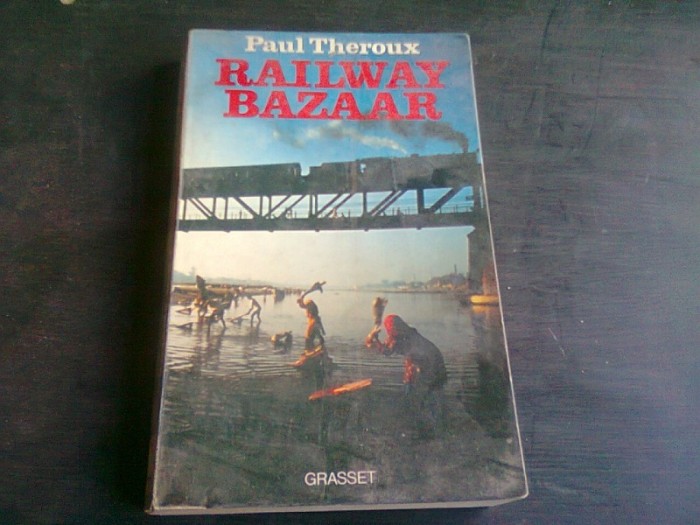 Paul Theroux
RAILWAY
BAZAAR
GRASSET